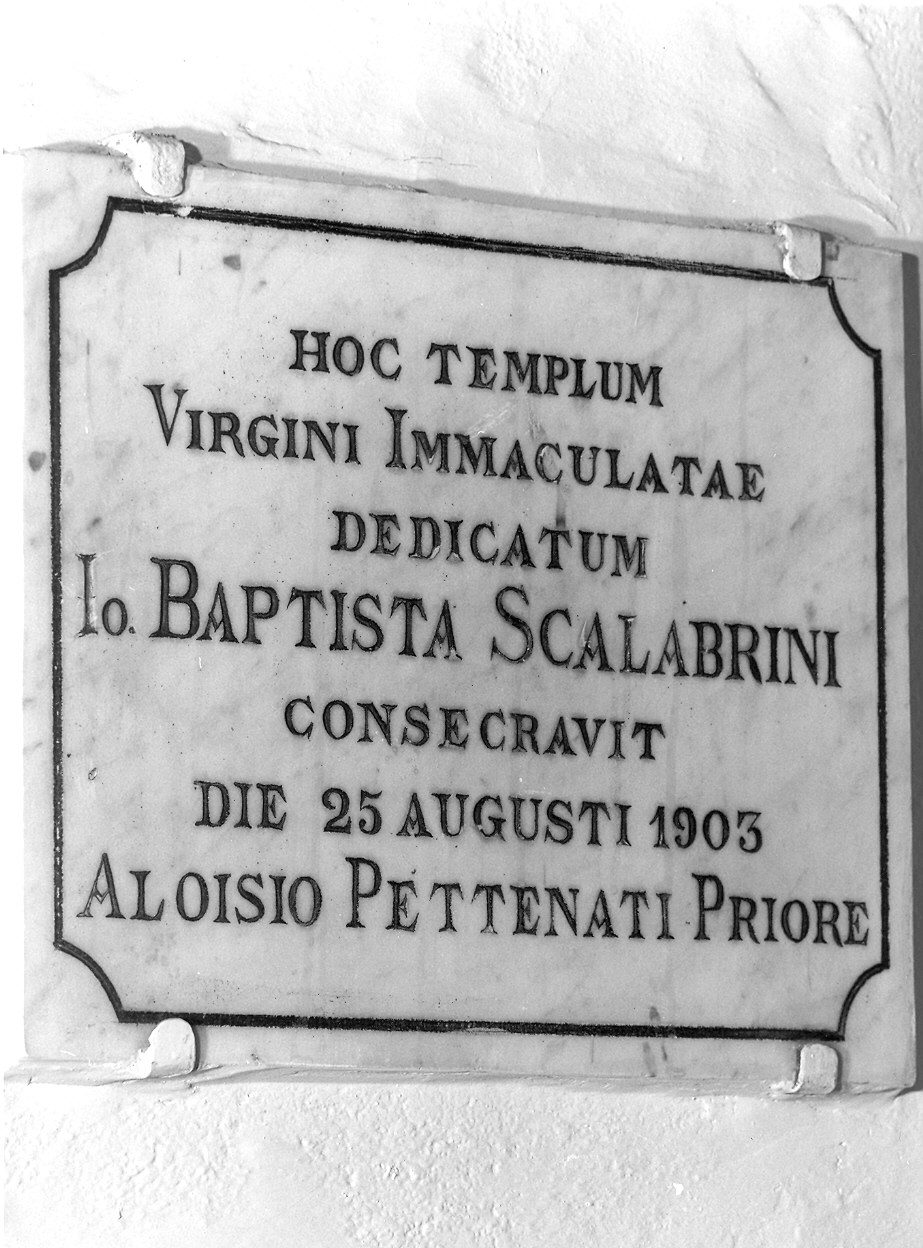 HOC TEMPLUM
VIRGINI IMMACULATAE
DEDICATUM
Io. BAPTISTA SCALABRINI
CONSECRAVIT
DIE 25 AUGUSTI 1903
ALOISIO PETTENATI PRIORE